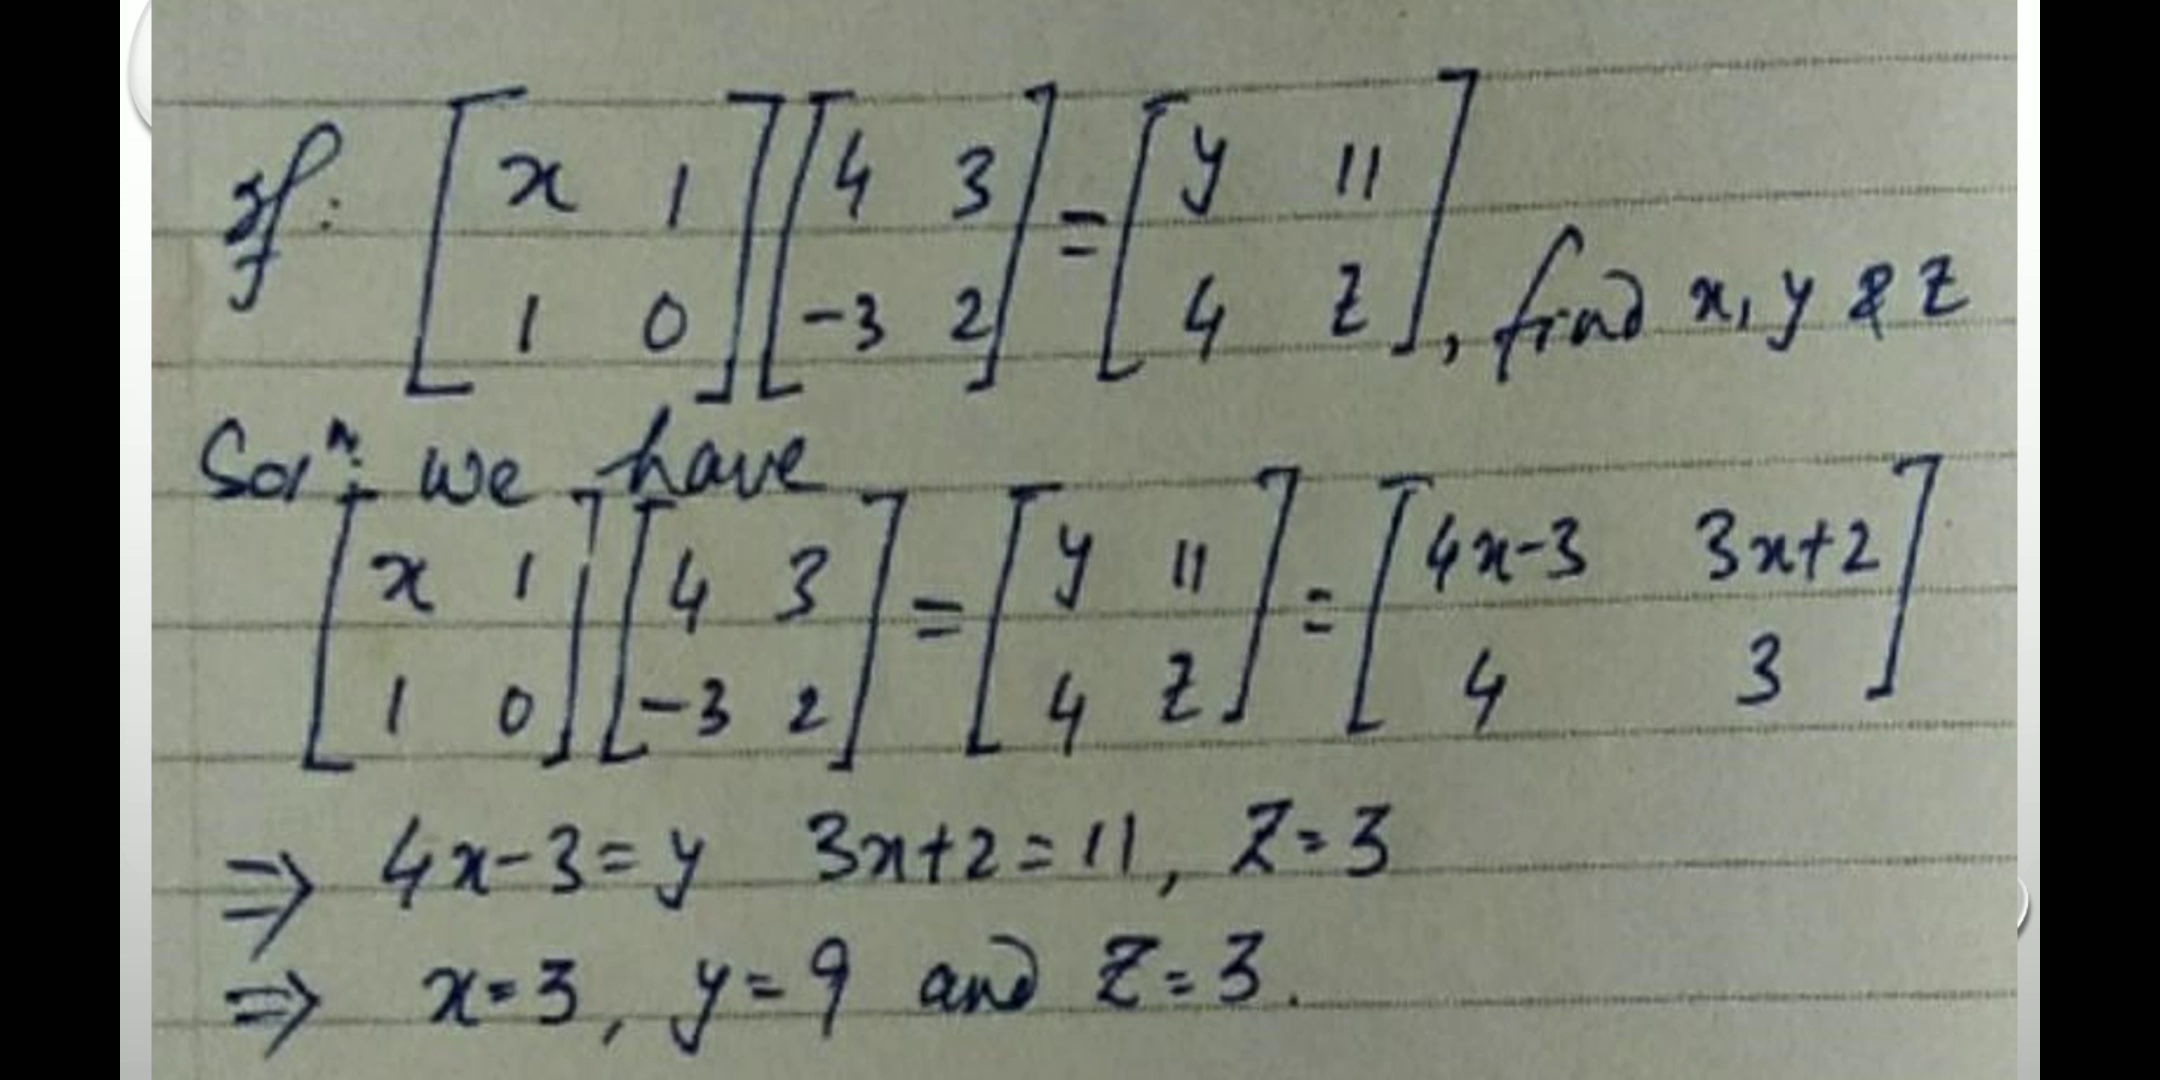 If: [x 1; 1 0] [4 3; -3 2] = [y 11; 4 z], find x, y & z
Solⁿ: we have
[x 1; 1 0] [4 3; -3 2] = [y 11; 4 z] = [4x-3 3x+2; 4 3]
⇒ 4x-3=y 3x+2=11, z=3
⇒ x=3, y=9 and z=3.